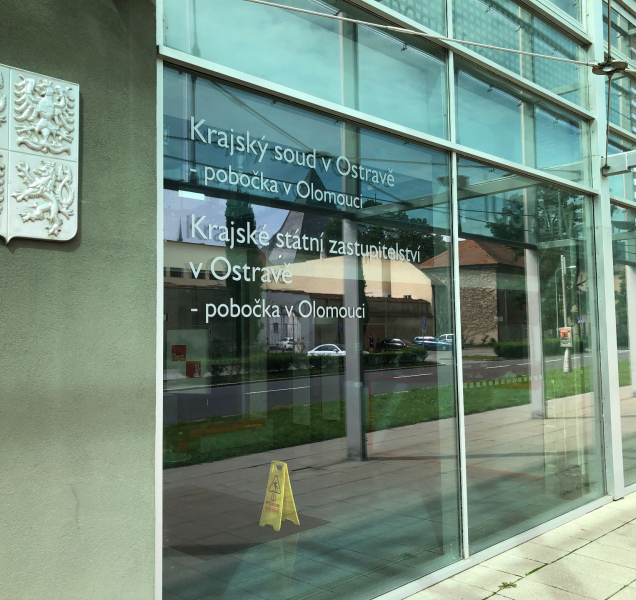 Krajský soud v Ostravě
- pobočka v Olomouci
Krajské státní zastupitelství
v Ostravě
- pobočka v Olomouci